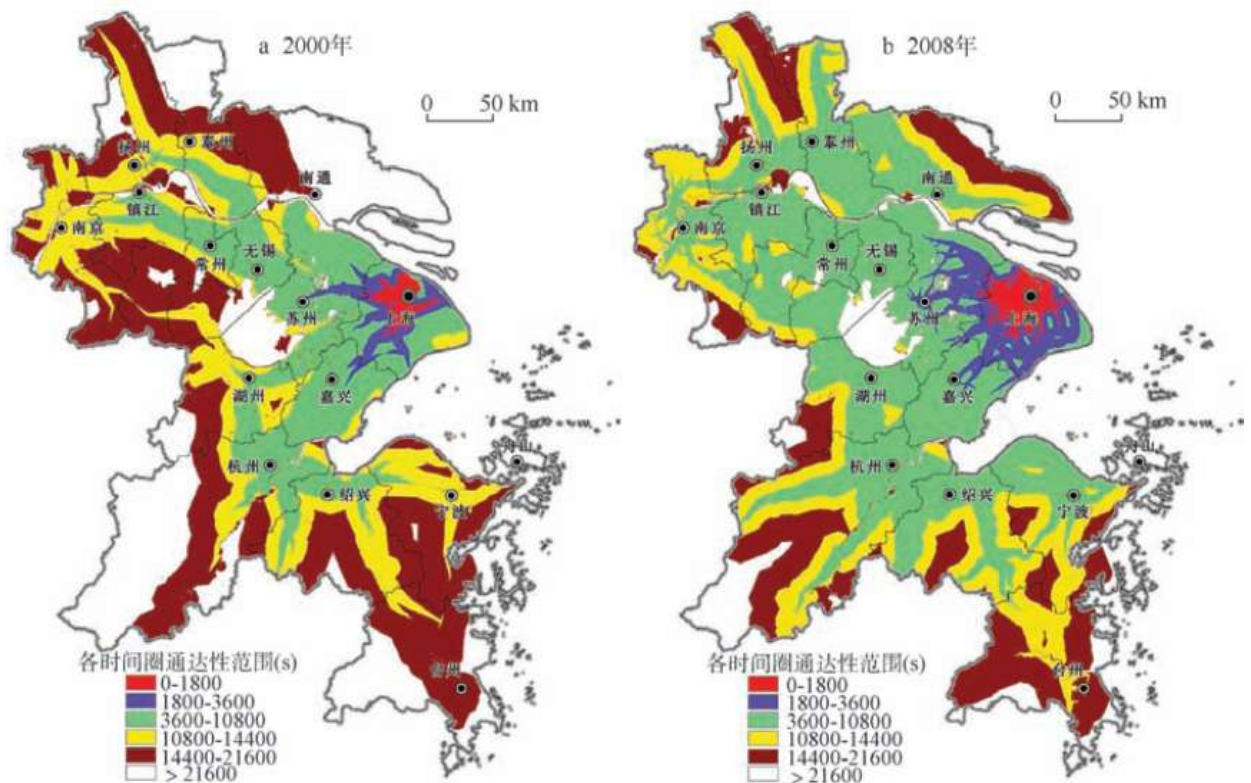 a 2000年
0 50 km
泰州
扬州
南通
镇江
南京
无锡
常州
苏州
上海
湖州
嘉兴
舟山
杭州
绍兴
宁波
台州
各时间圈通达性范围(s)
0-1800
1800-3600
3600-10800
10800-14400
14400-21600
> 21600
b 2008年
0 50 km
泰州
扬州
南通
镇江
南京
无锡
常州
苏州
上海
湖州
嘉兴
舟山
杭州
绍兴
宁波
台州
各时间圈通达性范围(s)
0-1800
1800-3600
3600-10800
10800-14400
14400-21600
> 21600